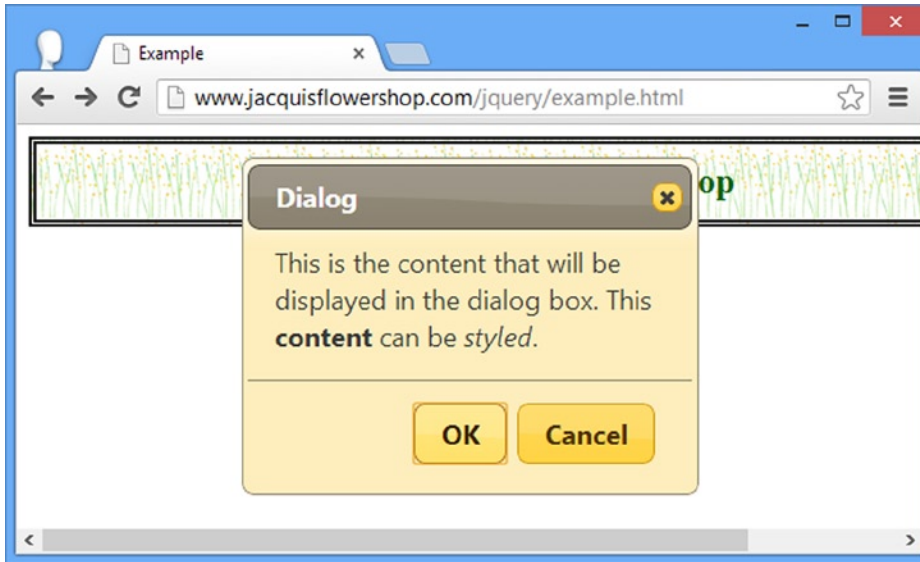 Example
www.jacquisflowershop.com/jquery/example.html
op
Dialog
This is the content that will be
displayed in the dialog box. This
content can be styled.
OK
Cancel